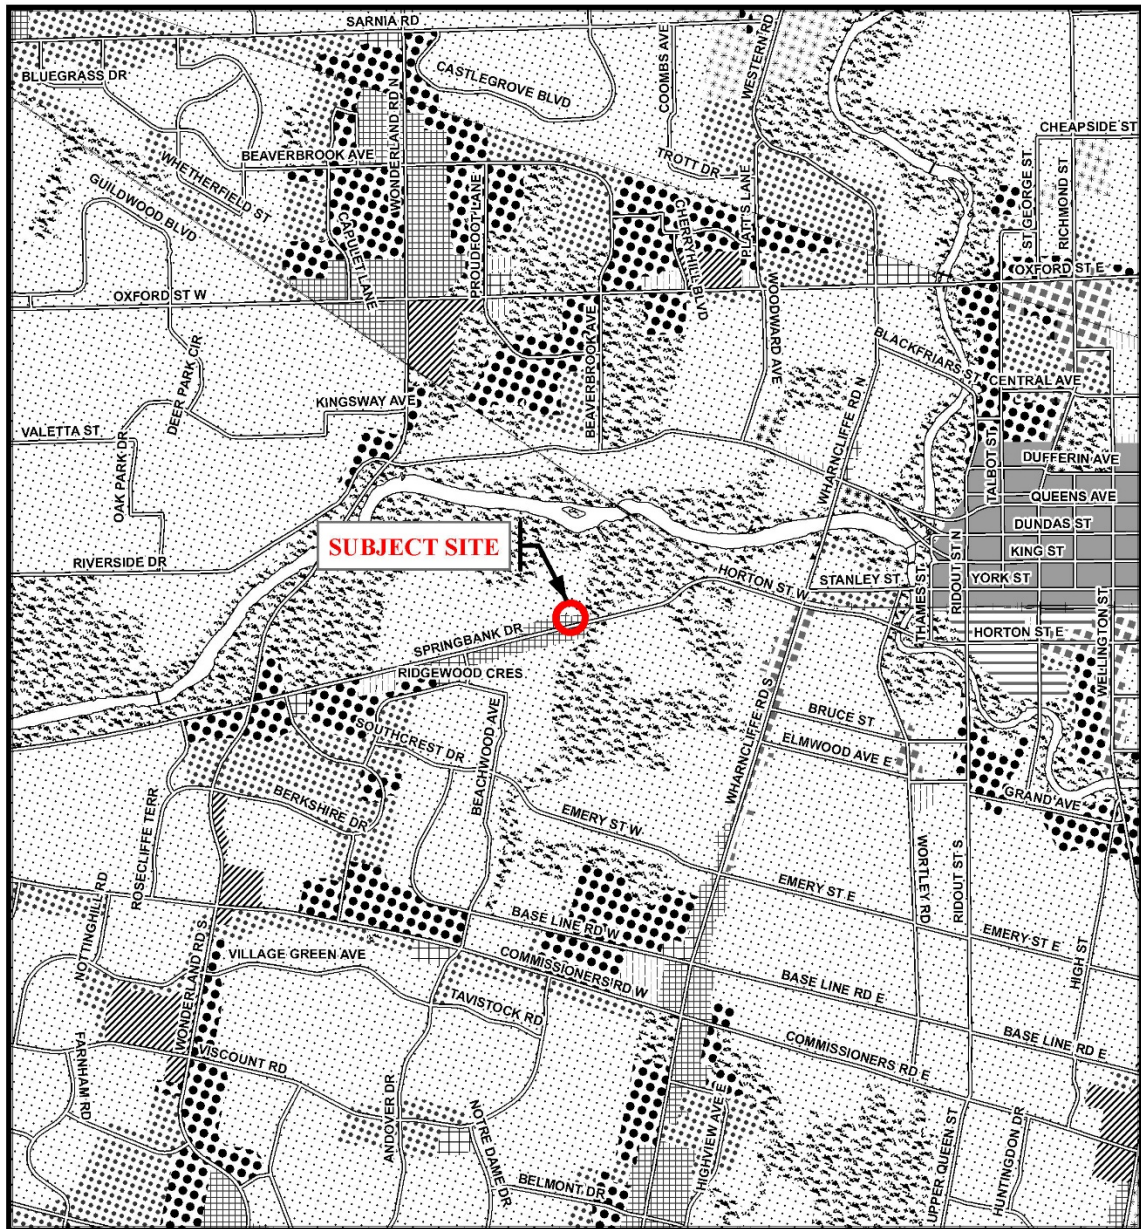 SARNIA RD
BLUEGRASS DR
CASTLEGROVE BLVD
COOMBS AVE
WESTERN RD
WONDERLAND RD N
CHEAPSIDE ST
BEAVERBROOK AVE
WHETHERFIELD ST
TROTT DR
ST GEORGE ST
RICHMOND ST
GUILDWOOD BLVD
CAPULET LANE
PROUDFOOT LANE
CHERRYHILL BLVD
PLATTS LANE
OXFORD ST W
OXFORD ST E
WOODWARD AVE
BEAVERBROOK AVE
BLACKFRIARS ST
DEER PARK CIR
KINGSWAY AVE
CENTRAL AVE
VALETTA ST
OAK PARK DR
WHARNCLIFFE RD N
TALBOT ST
DUFFERIN AVE
QUEENS AVE
DUNDAS ST
KING ST
SUBJECT SITE
RIVERSIDE DR
HORTON ST W
STANLEY ST
THAMES ST
RIDOUT ST N
YORK ST
WELLINGTON ST
HORTON ST E
SPRINGBANK DR
RIDGEWOOD CRES
SOUTHCREST DR
BEACHWOOD AVE
WHARNCLIFFE RD S
BRUCE ST
ELMWOOD AVE E
BERKSHIRE DR
EMERY ST W
GRAND AVE
ROSECLIFFE TERR
WORTLEY RD
RIDOUT ST S
EMERY ST E
NOTTINGHILL RD
BASE LINE RD W
EMERY ST E
HIGH ST
WONDERLAND RD S
VILLAGE GREEN AVE
COMMISSIONERS RD W
BASE LINE RD E
TAVISTOCK RD
FARNHAM RD
VISCOUNT RD
COMMISSIONERS RD E
BASE LINE RD E
ANDOVER DR
NOTRE DAME DR
HIGHVIEW AVE E
UPPER QUEEN ST
HUNTINGDON DR
BELMONT DR